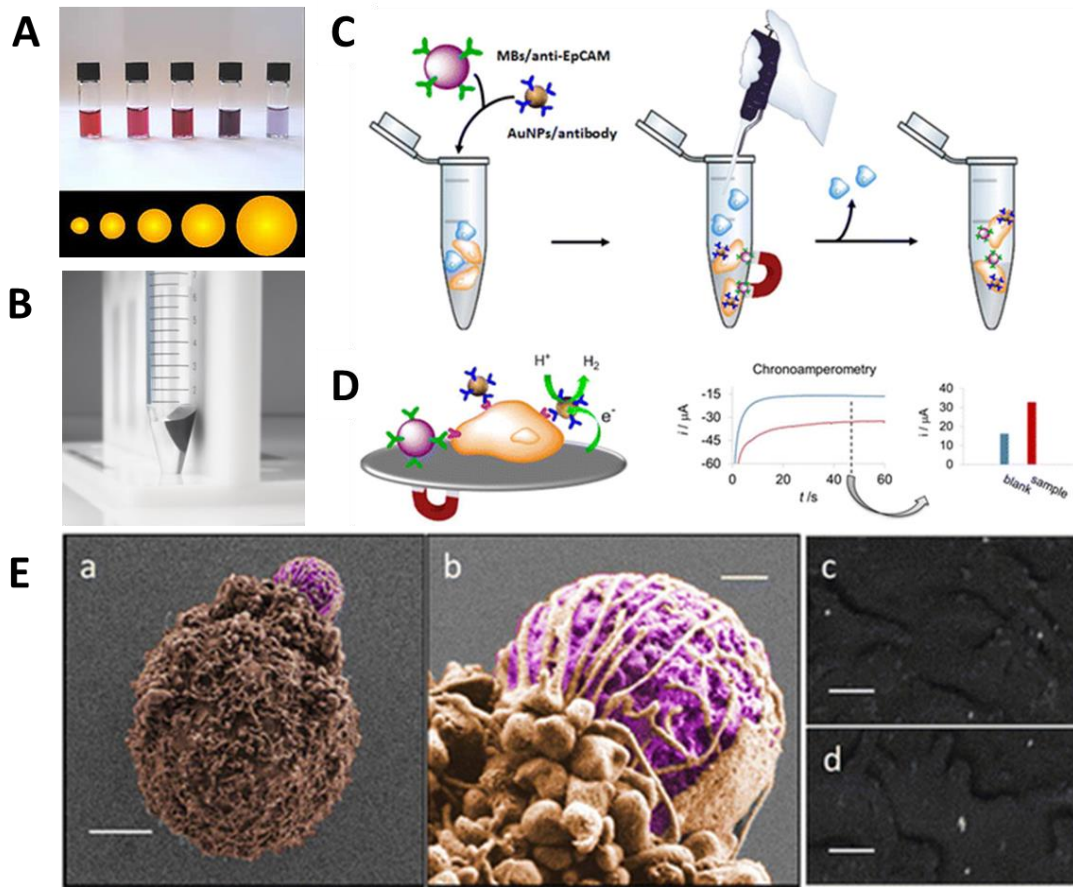 A
B
C
MBs/anti-EpCAM
AuNPs/antibody
D
H⁺
H₂
e⁻
Chronoamperometry
i / µA
-15
-30
-45
-60
0
20
40
60
t /s
i / µA
40
30
20
10
0
blank
sample
E
a
b
c
d